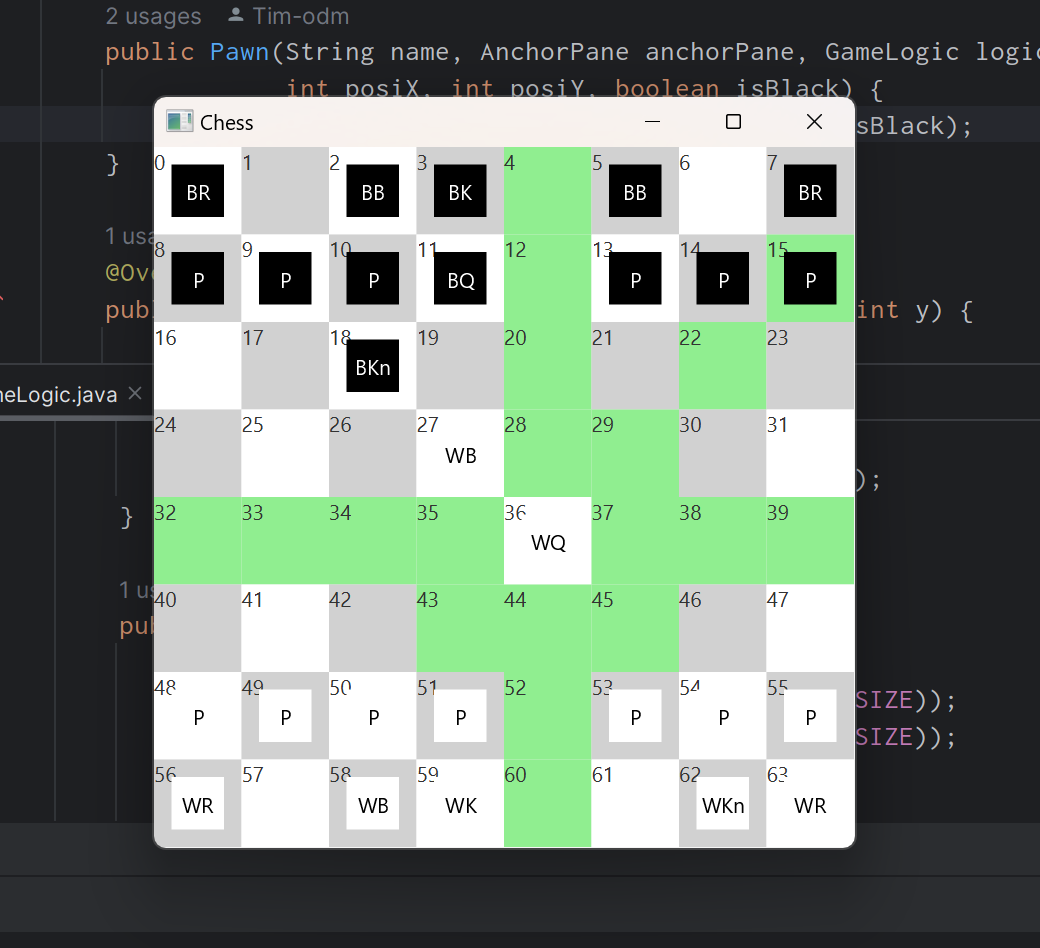 2 usages Tim-odm
public Pawn(String name, AnchorPane anchorPane, GameLogic logic
int posiX, int posiY, boolean isBlack) {
Chess
sBlack);
}
0 BR 1 2 BB 3 BK 4 5 BB 6 7 BR
1 usa
8 P 9 P 10 P 11 BQ 12 13 P 14 P 15 P
@Ove
publ int y) {
16 17 18 BKn 19 20 21 22 23
meLogic.java
24 25 26 27 WB 28 29 30 31
);
}
32 33 34 35 36 WQ 37 38 39
1 us
40 41 42 43 44 45 46 47
pub
48 P 49 P 50 P 51 P 52 53 P 54 P 55 P
SIZE));
SIZE));
56 WR 57 58 WB 59 WK 60 61 62 WKn 63 WR